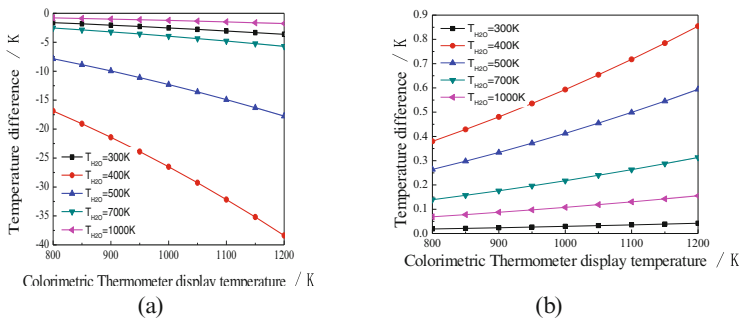 Temperature difference / K
0
-5
-10
-15
-20
-25
-30
-35
-40
T H2O=300K
T H2O=400K
T H2O=500K
T H2O=700K
T H2O=1000K
800 900 1000 1100 1200
Colorimetric Thermometer display temperature / K
(a)
Temperature difference / K
0.9
0.8
0.7
0.6
0.5
0.4
0.3
0.2
0.1
0.0
T H2O=300K
T H2O=400K
T H2O=500K
T H2O=700K
T H2O=1000K
800 900 1000 1100 1200
Colorimetric Thermometer display temperature / K
(b)